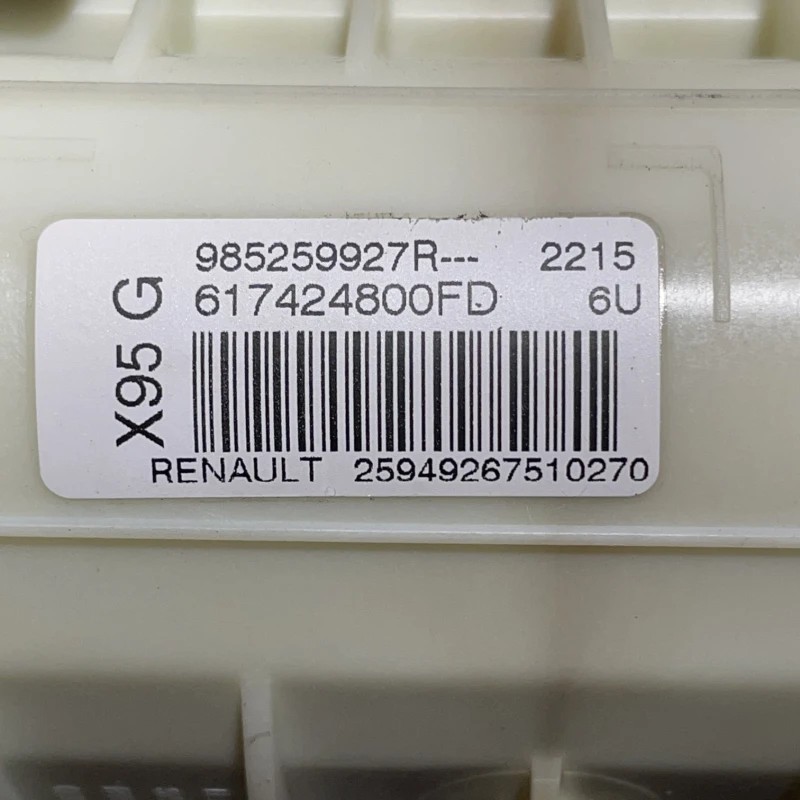 985259927R--- 2215
617424800FD 6U
X95 G
RENAULT 25949267510270